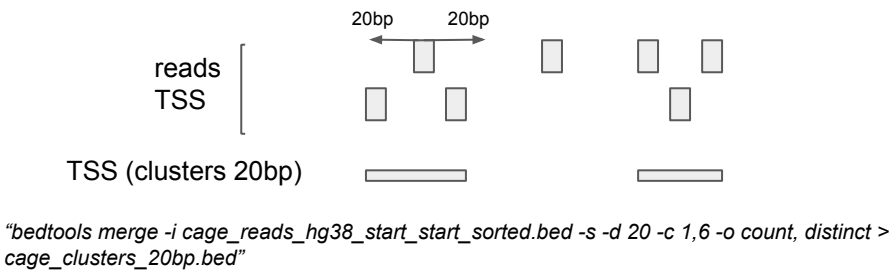 20bp 20bp
reads
TSS
TSS (clusters 20bp)
“bedtools merge -i cage_reads_hg38_start_start_sorted.bed -s -d 20 -c 1,6 -o count, distinct >
cage_clusters_20bp.bed”